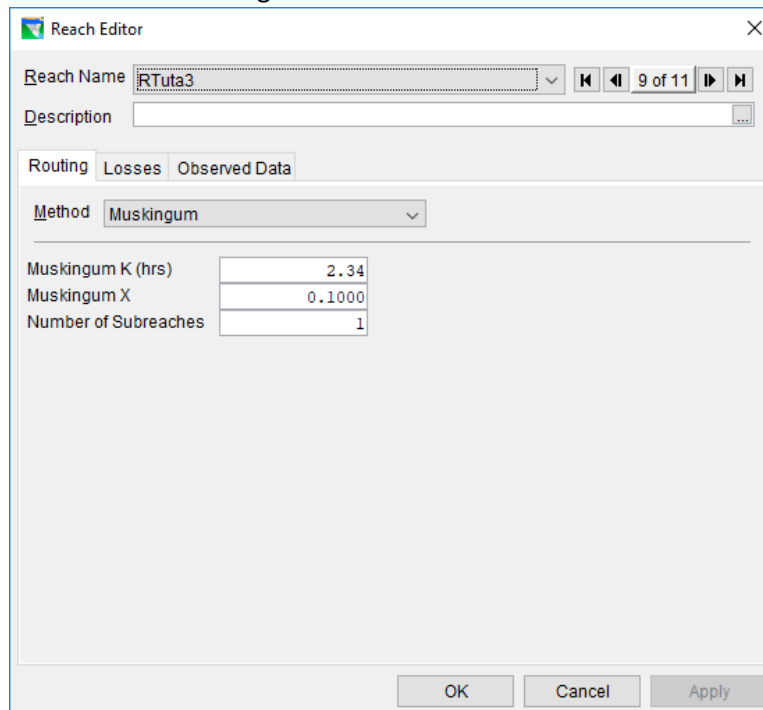 Reach Editor
Reach Name RTuta3 9 of 11
Description ...
Routing Losses Observed Data
Method Muskingum
Muskingum K (hrs) 2.34
Muskingum X 0.1000
Number of Subreaches 1
OK Cancel Apply